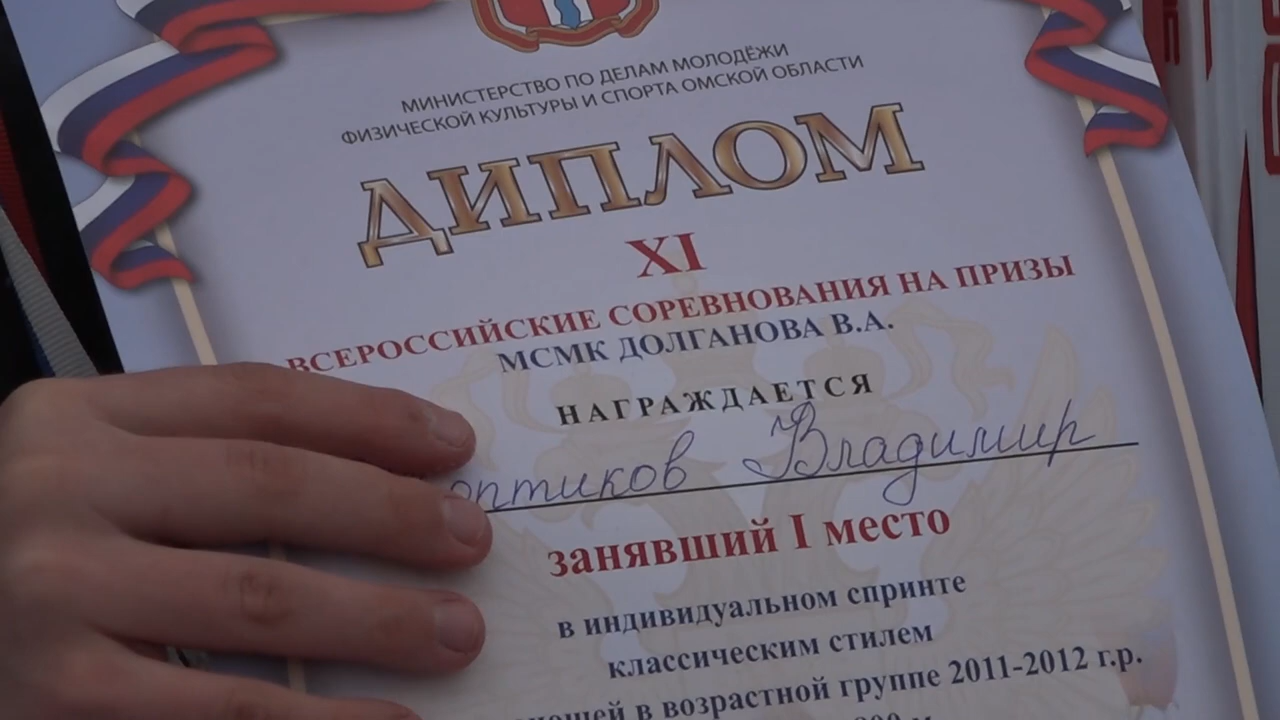 МИНИСТЕРСТВО ПО ДЕЛАМ МОЛОДЁЖИ
ФИЗИЧЕСКОЙ КУЛЬТУРЫ И СПОРТА ОМСКОЙ ОБЛАСТИ
ДИПЛОМ
XI
ВСЕРОССИЙСКИЕ СОРЕВНОВАНИЯ НА ПРИЗЫ
МСМК ДОЛГАНОВА В.А.
НАГРАЖДАЕТСЯ
оптиков Владимир
занявший I место
в индивидуальном спринте
классическим стилем
в возрастной группе 2011-2012 г.р.